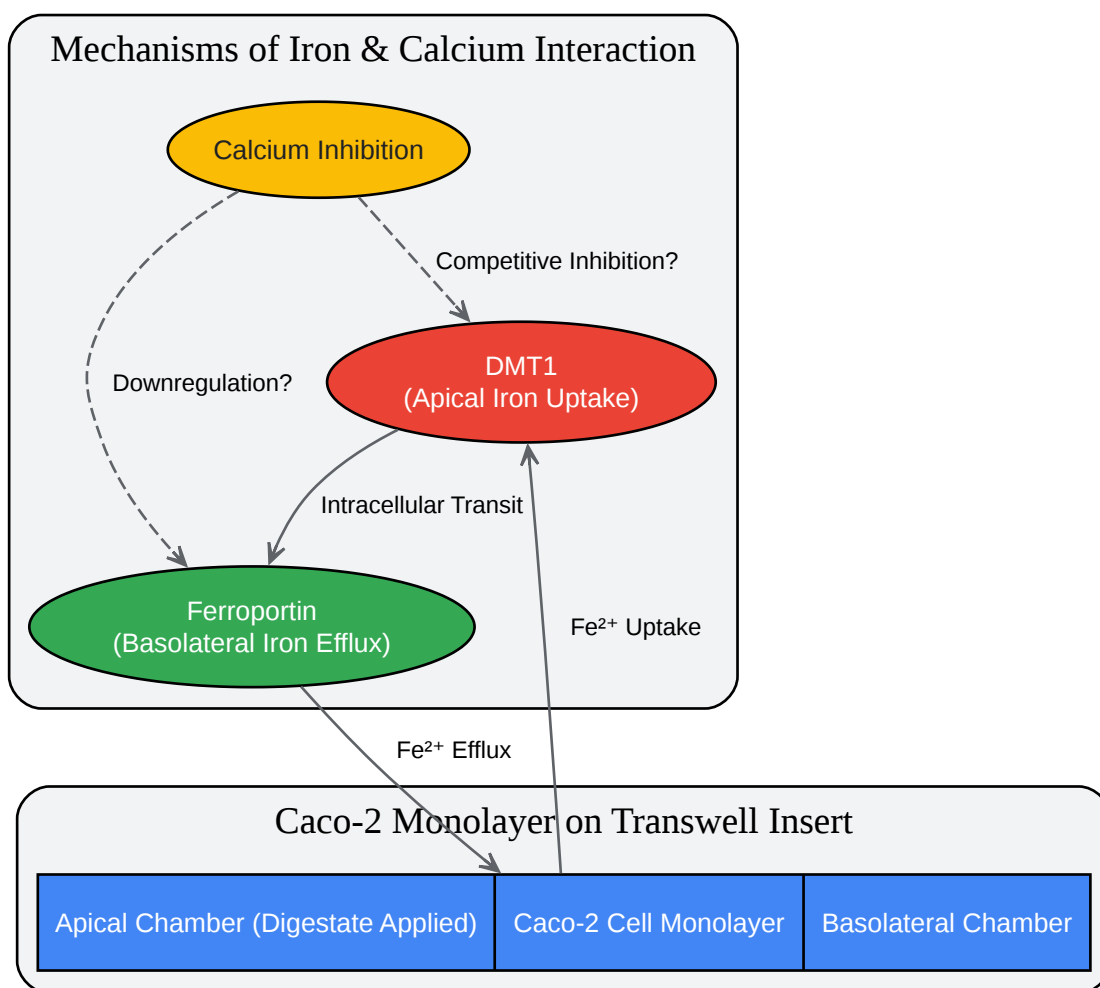 Mechanisms of Iron & Calcium Interaction
Calcium Inhibition
Competitive Inhibition?
DMT1
(Apical Iron Uptake)
Downregulation?
Intracellular Transit
Ferroportin
(Basolateral Iron Efflux)
Fe²⁺ Uptake
Fe²⁺ Efflux
Caco-2 Monolayer on Transwell Insert
Apical Chamber (Digestate Applied)
Caco-2 Cell Monolayer
Basolateral Chamber